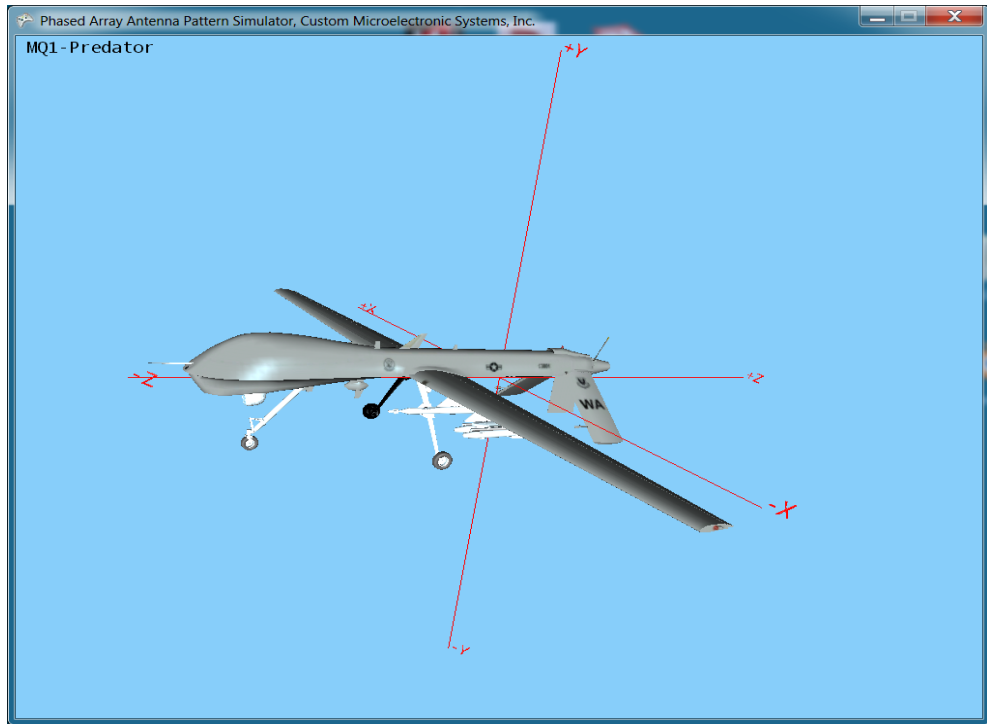 Phased Array Antenna Pattern Simulator, Custom Microelectronic Systems, Inc.
MQ1-Predator
+Y
+X
-Z
+Z
WA
-X
-Y